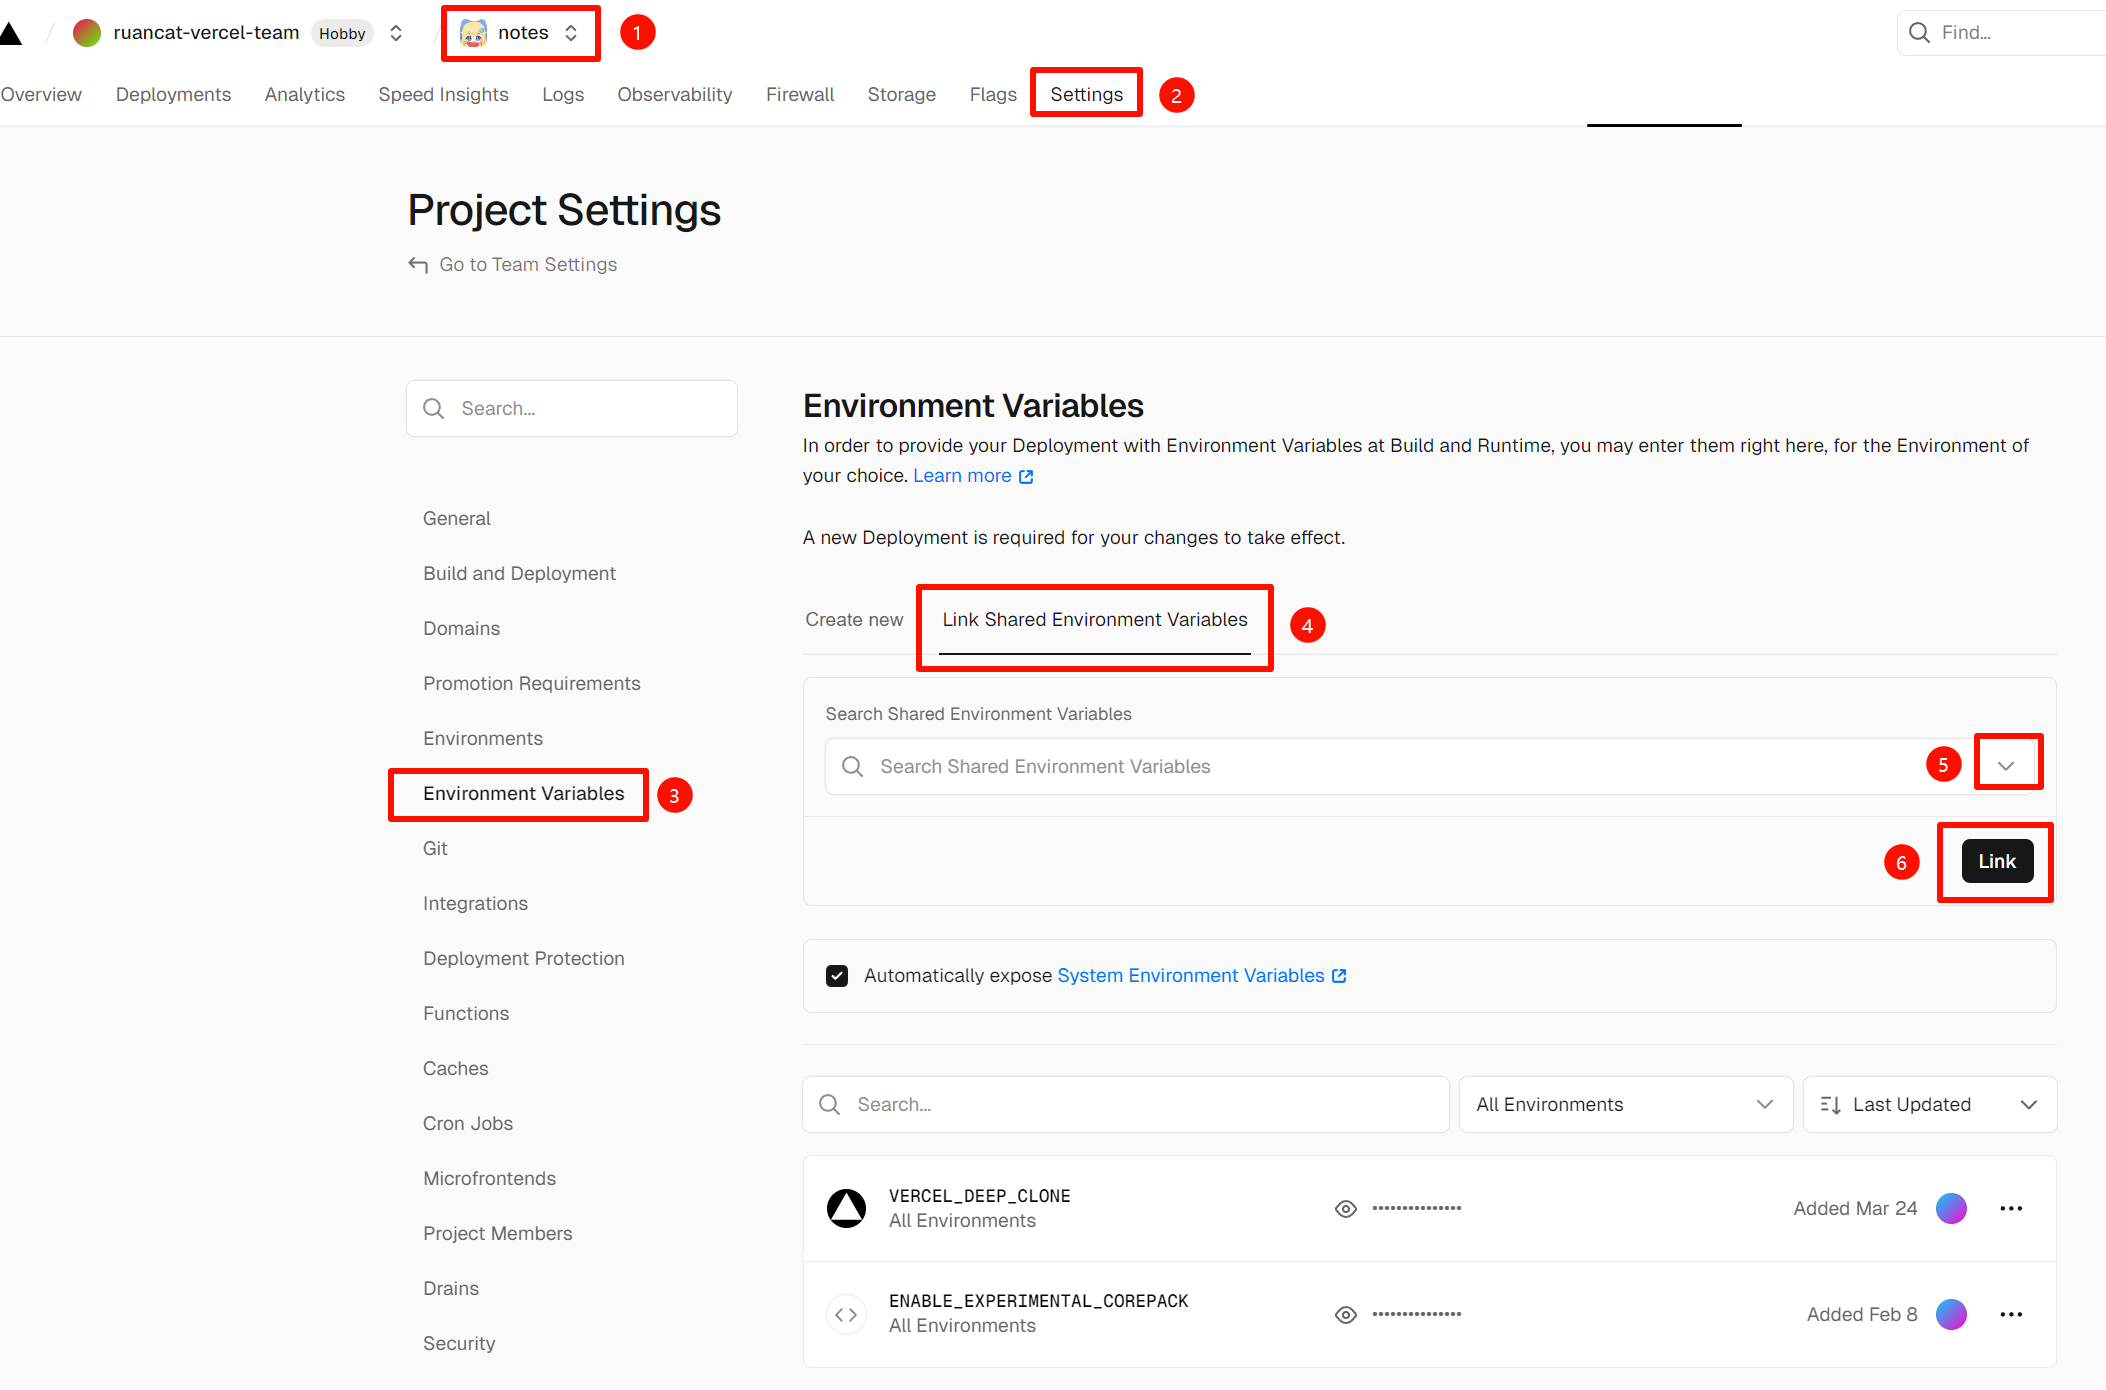 ruancat-vercel-team Hobby notes 1 Find...
Overview Deployments Analytics Speed Insights Logs Observability Firewall Storage Flags Settings 2
Project Settings
Go to Team Settings
Search...
General
Build and Deployment
Domains
Promotion Requirements
Environments
Environment Variables 3
Git
Integrations
Deployment Protection
Functions
Caches
Cron Jobs
Microfrontends
Project Members
Drains
Security
Environment Variables
In order to provide your Deployment with Environment Variables at Build and Runtime, you may enter them right here, for the Environment of
your choice. Learn more
A new Deployment is required for your changes to take effect.
Create new Link Shared Environment Variables 4
Search Shared Environment Variables
Search Shared Environment Variables 5
6 Link
Automatically expose System Environment Variables
Search... All Environments Last Updated
VERCEL_DEEP_CLONE
All Environments
Added Mar 24
ENABLE_EXPERIMENTAL_COREPACK
All Environments
Added Feb 8